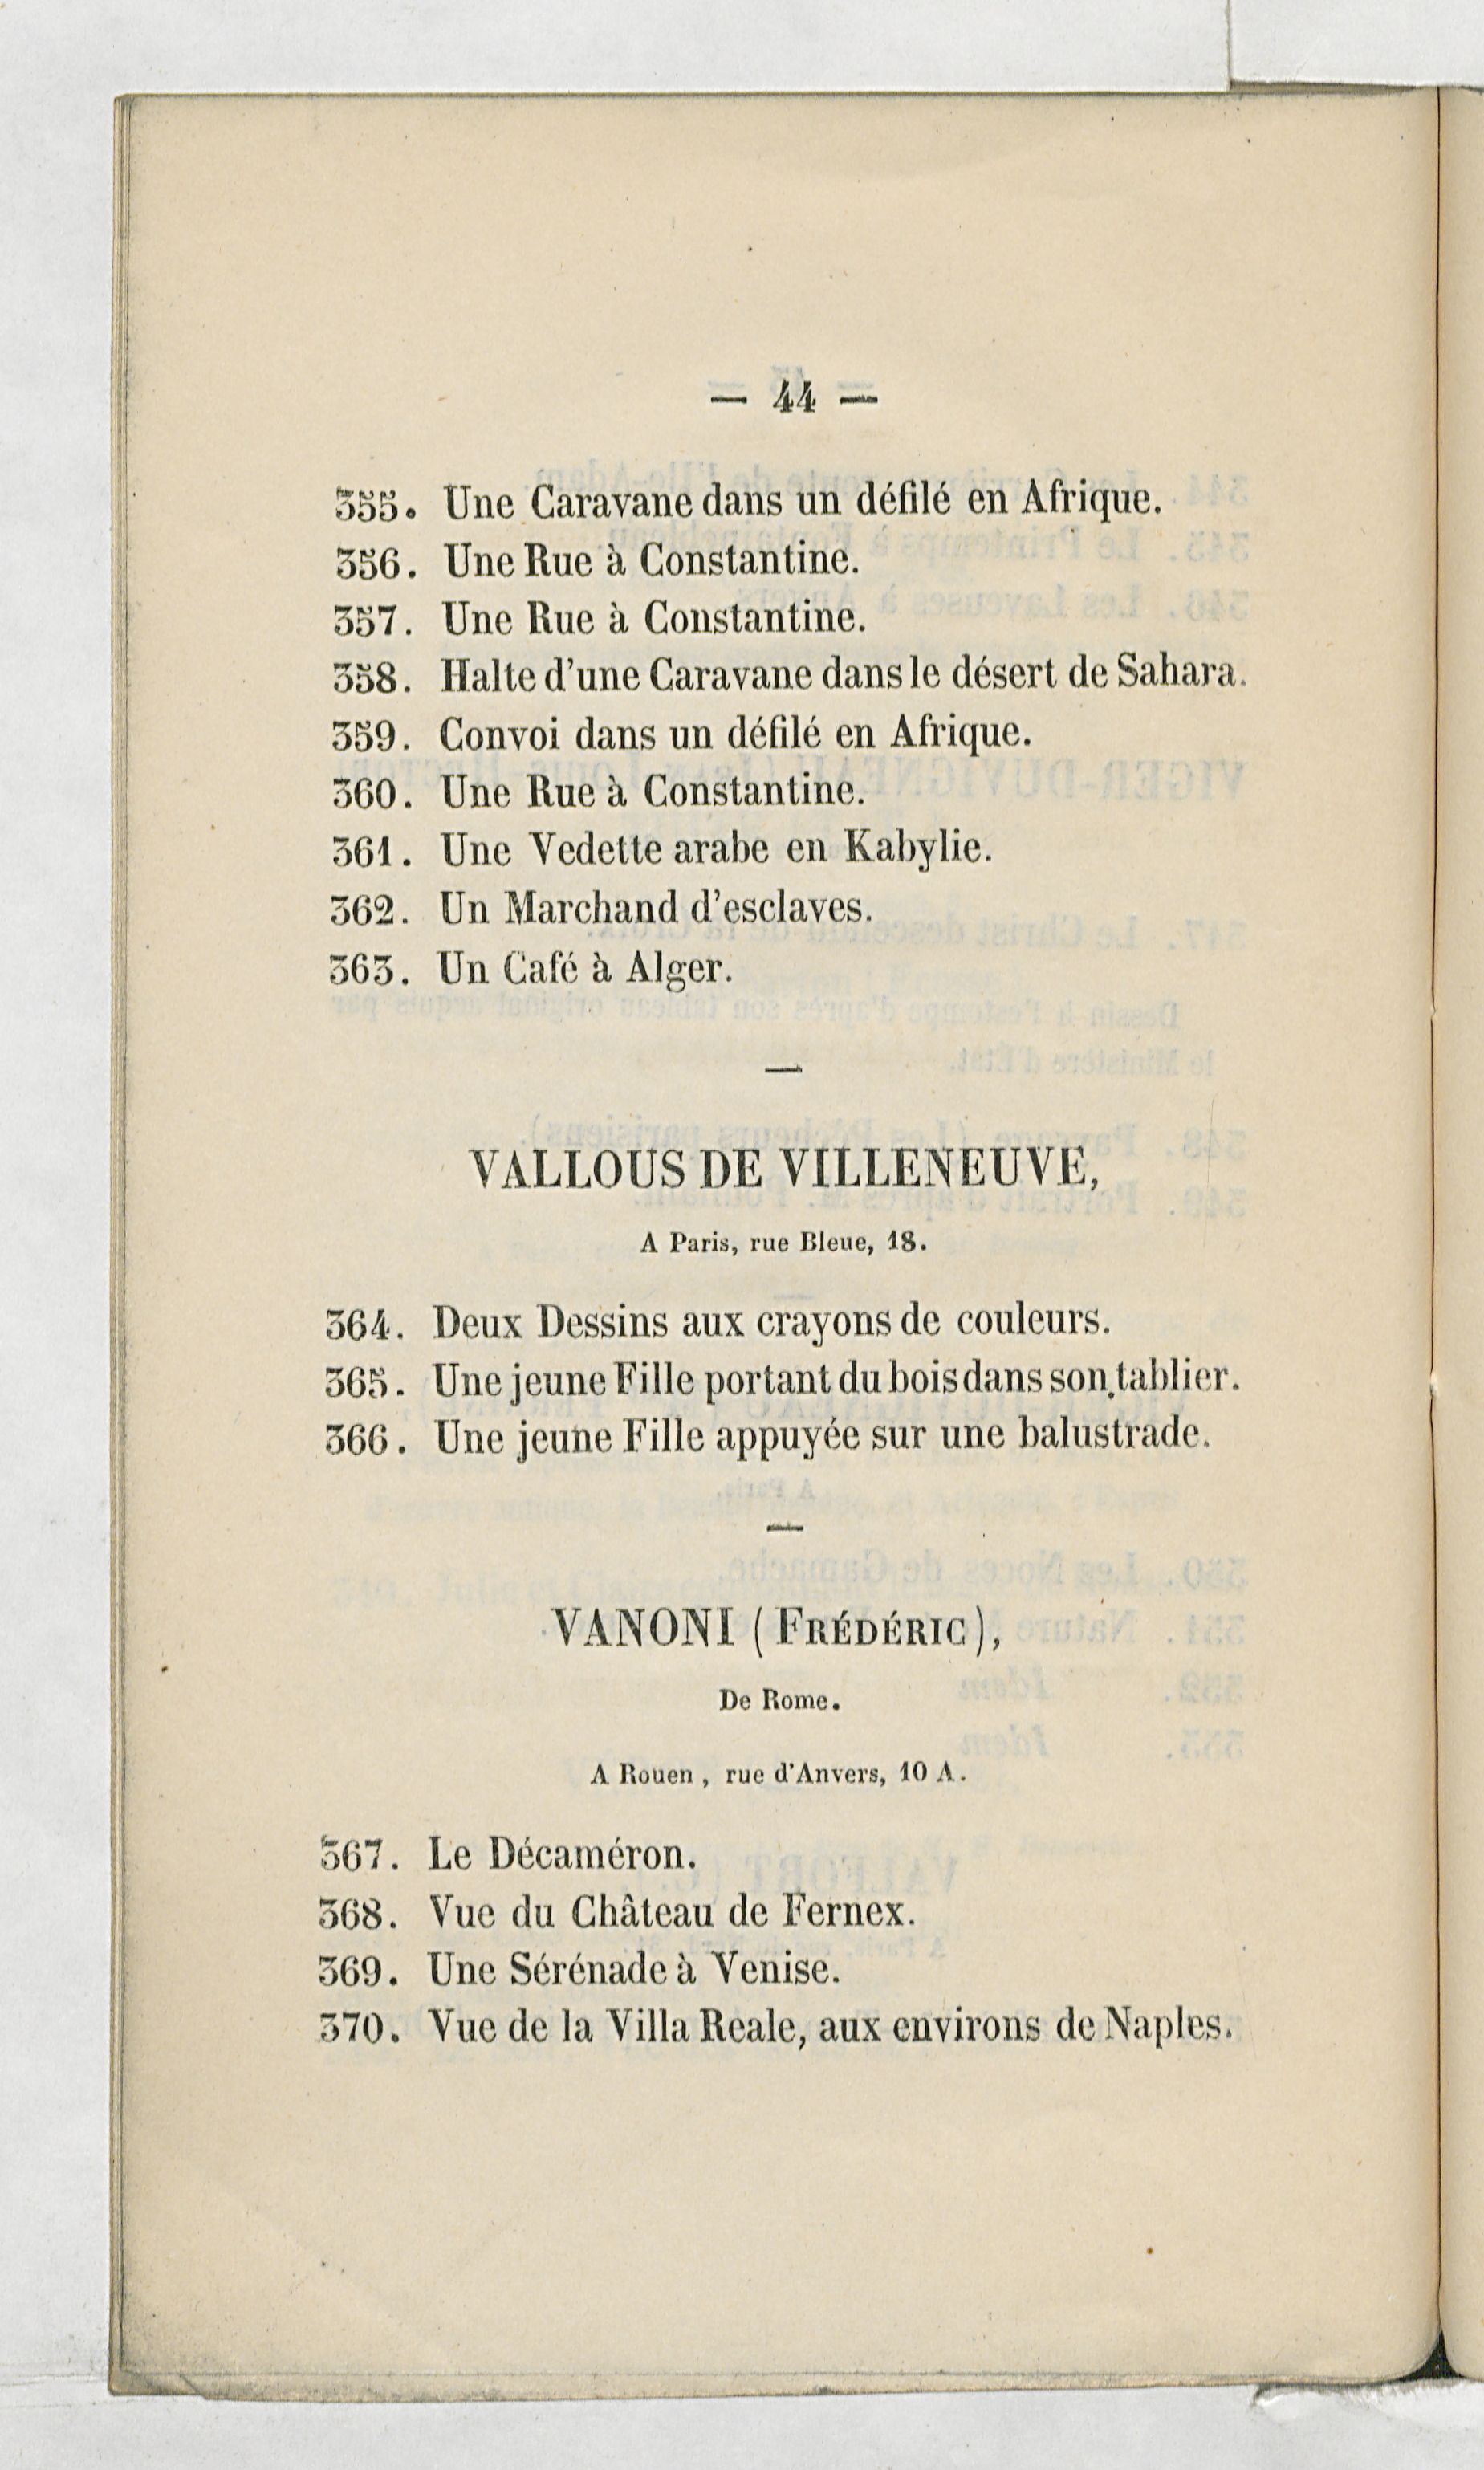 — 44 —
355. Une Caravane dans un défilé en Afrique.
356. Une Rue à Constantine.
357. Une Rue à Constantine.
358. Halte d'une Caravane dans le désert de Sahara.
359. Convoi dans un défilé en Afrique.
360. Une Rue à Constantine.
361. Une Vedette arabe en Kabylie.
362. Un Marchand d'esclaves.
363. Un Café à Alger.
—
VALLOUS DE VILLENEUVE,
A Paris, rue Bleue, 18.
364. Deux Dessins aux crayons de couleurs.
365. Une jeune Fille portant du bois dans son tablier.
366. Une jeune Fille appuyée sur une balustrade.
—
VANONI (FRÉDÉRIC),
De Rome.
A Rouen, rue d'Anvers, 10 A.
367. Le Décaméron.
368. Vue du Château de Fernex.
369. Une Sérénade à Venise.
370. Vue de la Villa Reale, aux environs de Naples.